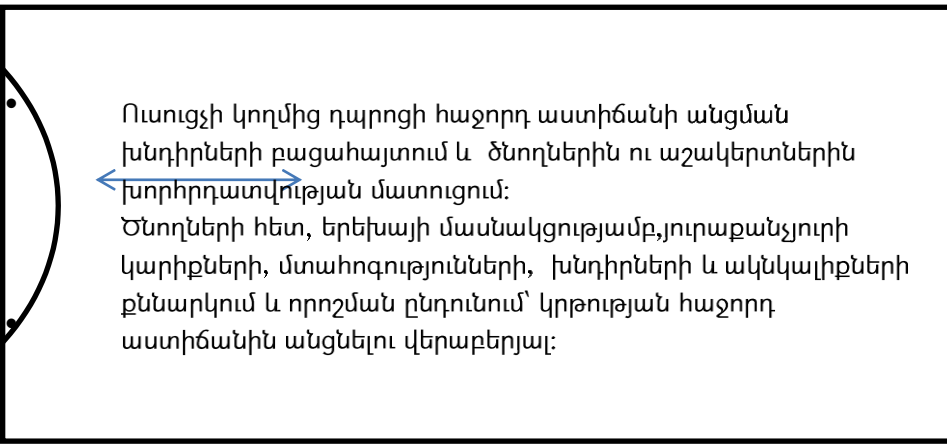 Ուսուցչի կողմից դպրոցի հաջորդ աստիճանի անցման
խնդիրների բացահայտում և  ծնողներին ու աշակերտներին
խորհրդատվության մատուցում:
Ծնողների հետ, երեխայի մասնակցությամբ,յուրաքանչյուրի
կարիքների, մտահոգությունների,  խնդիրների և ակնկալիքների
քննարկում և որոշման ընդունում՝ կրթության հաջորդ
աստիճանին անցնելու վերաբերյալ: